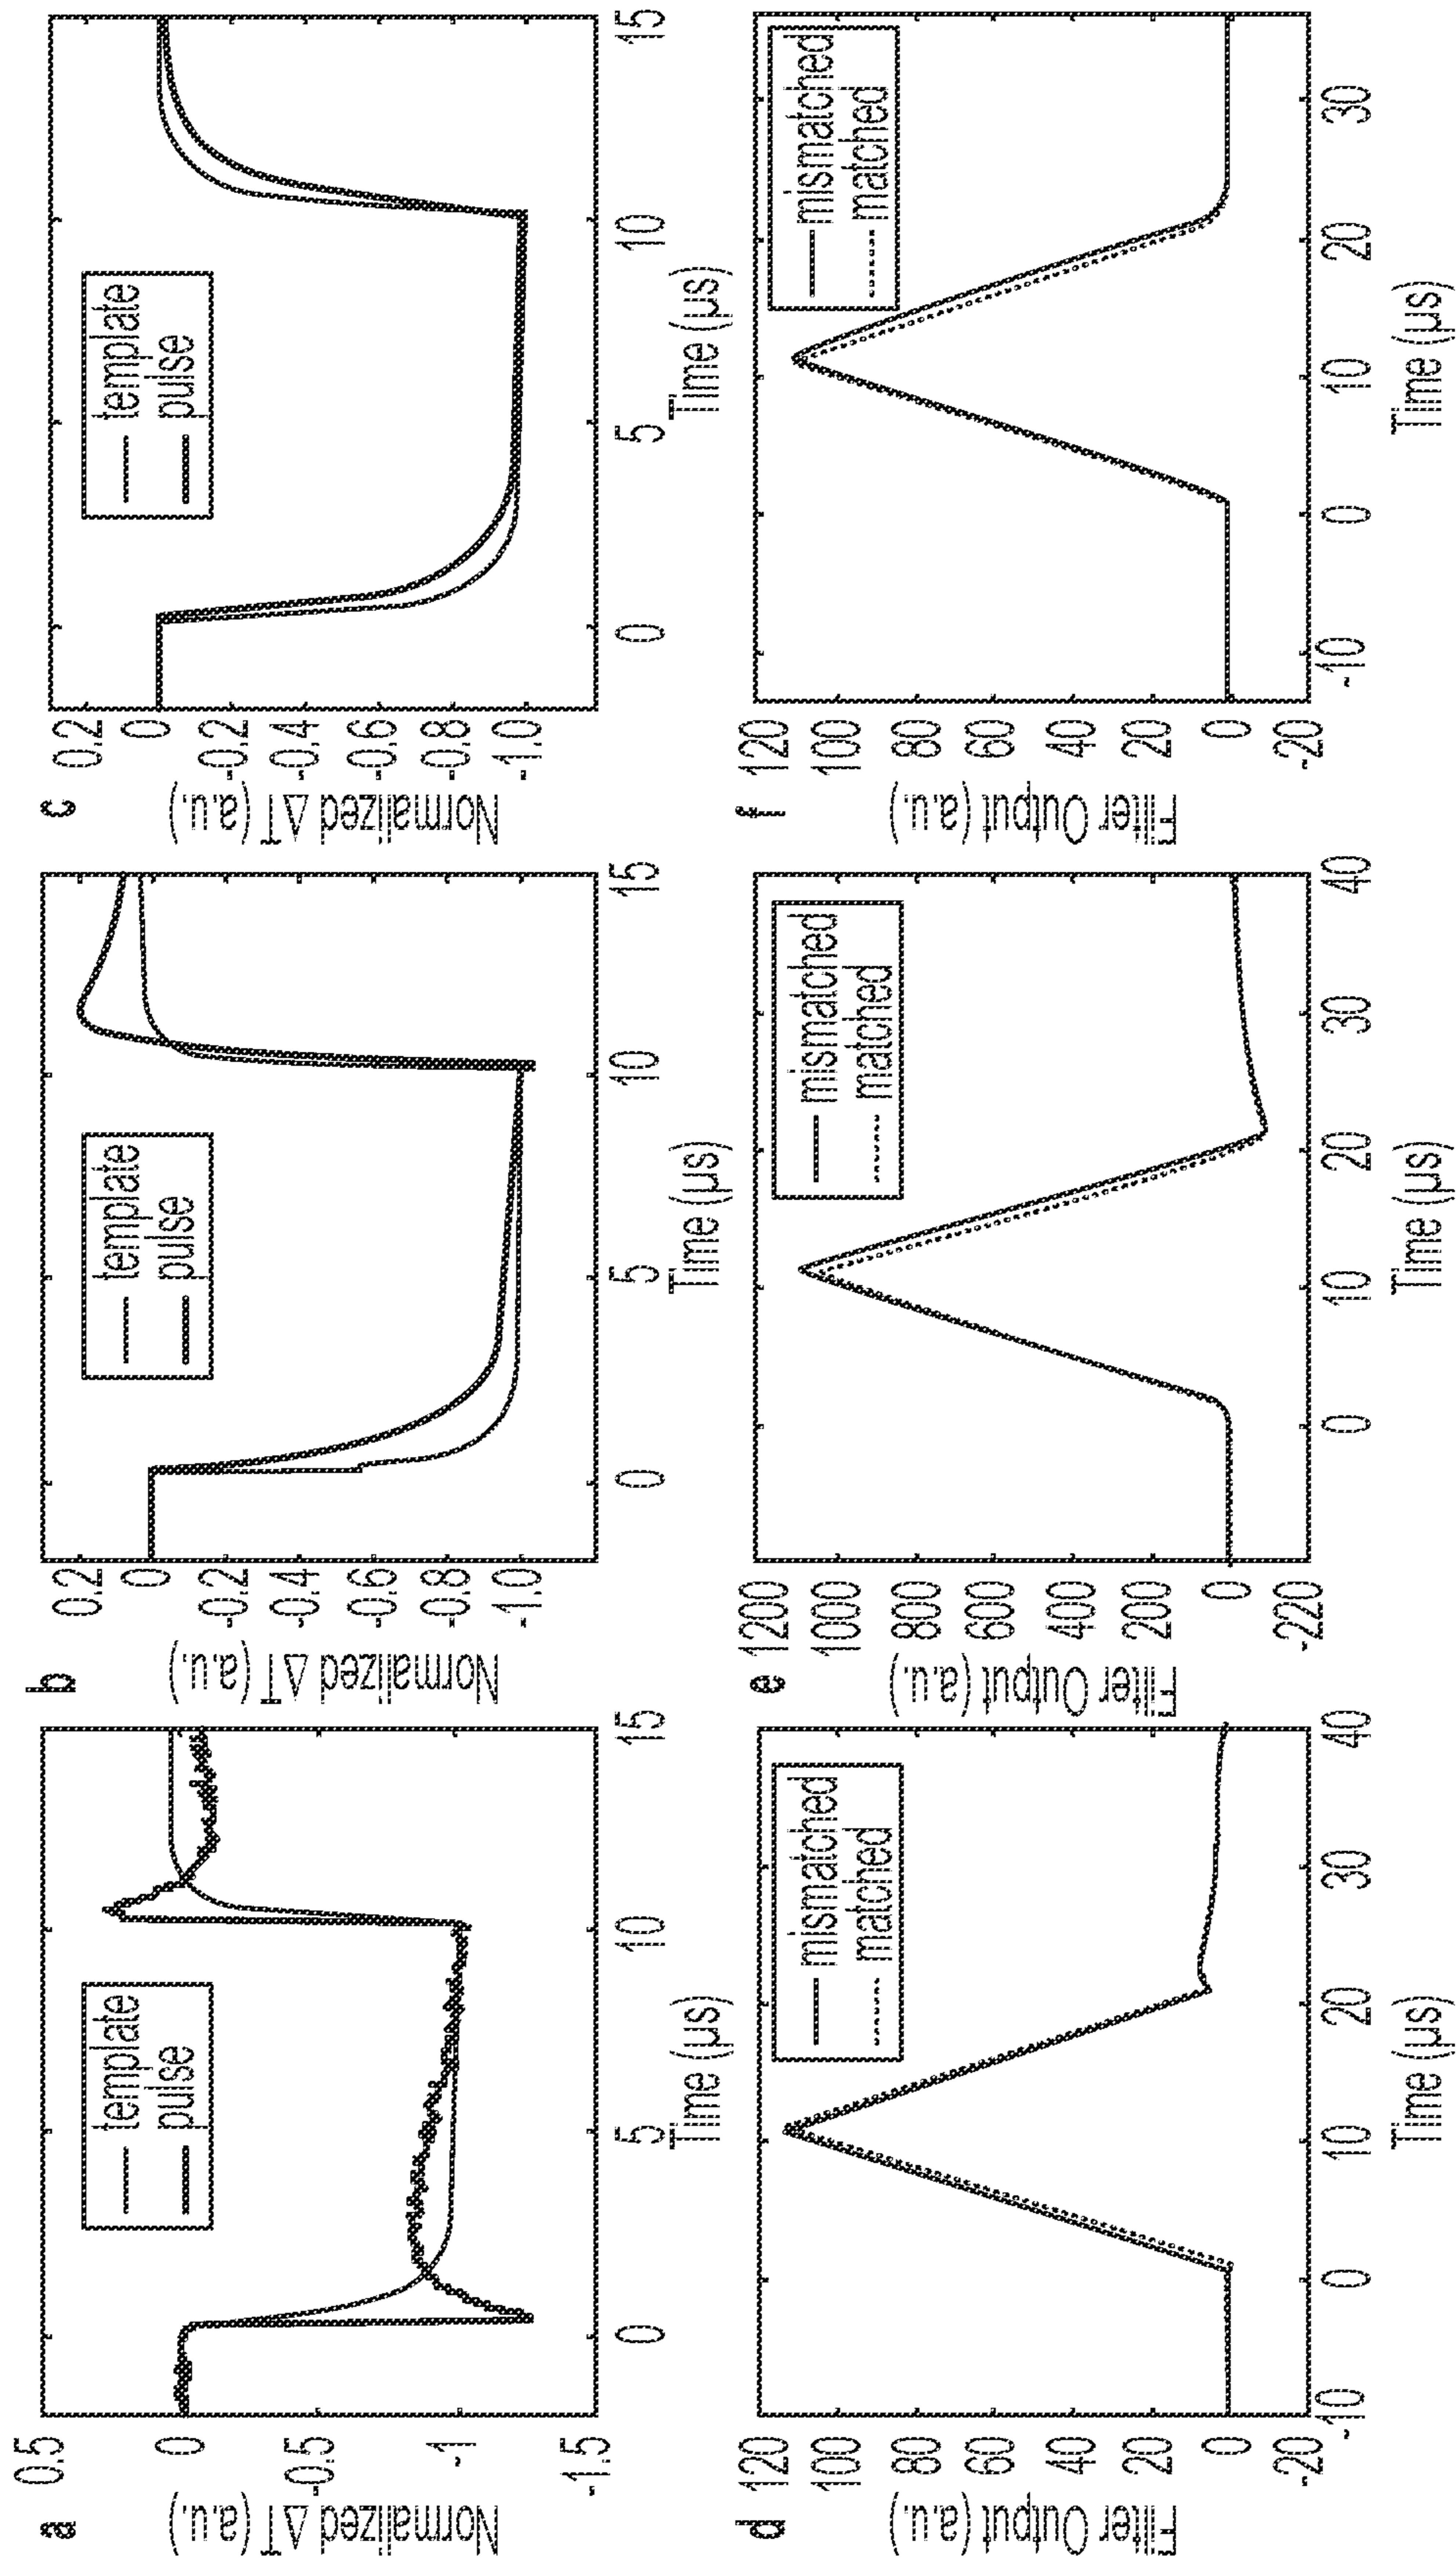 a
0.5
0
-0.5
-1
-1.5
Normalized ΔT (a.u.)
template
pulse
0
5
10
15
Time (µs)
b
0.2
0
-0.2
-0.4
-0.6
-0.8
-1.0
Normalized ΔT (a.u.)
template
pulse
0
5
10
15
Time (µs)
c
0.2
0
-0.2
-0.4
-0.6
-0.8
-1.0
Normalized ΔT (a.u.)
template
pulse
0
5
10
15
Time (µs)
d
120
100
80
60
40
20
0
-20
Filter Output (a.u.)
mismatched
matched
-10
0
10
20
30
40
Time (µs)
e
1200
1000
800
600
400
200
0
-220
Filter Output (a.u.)
mismatched
matched
0
10
20
30
40
Time (µs)
f
120
100
80
60
40
20
0
-20
Filter Output (a.u.)
mismatched
matched
-10
0
10
20
30
Time (µs)